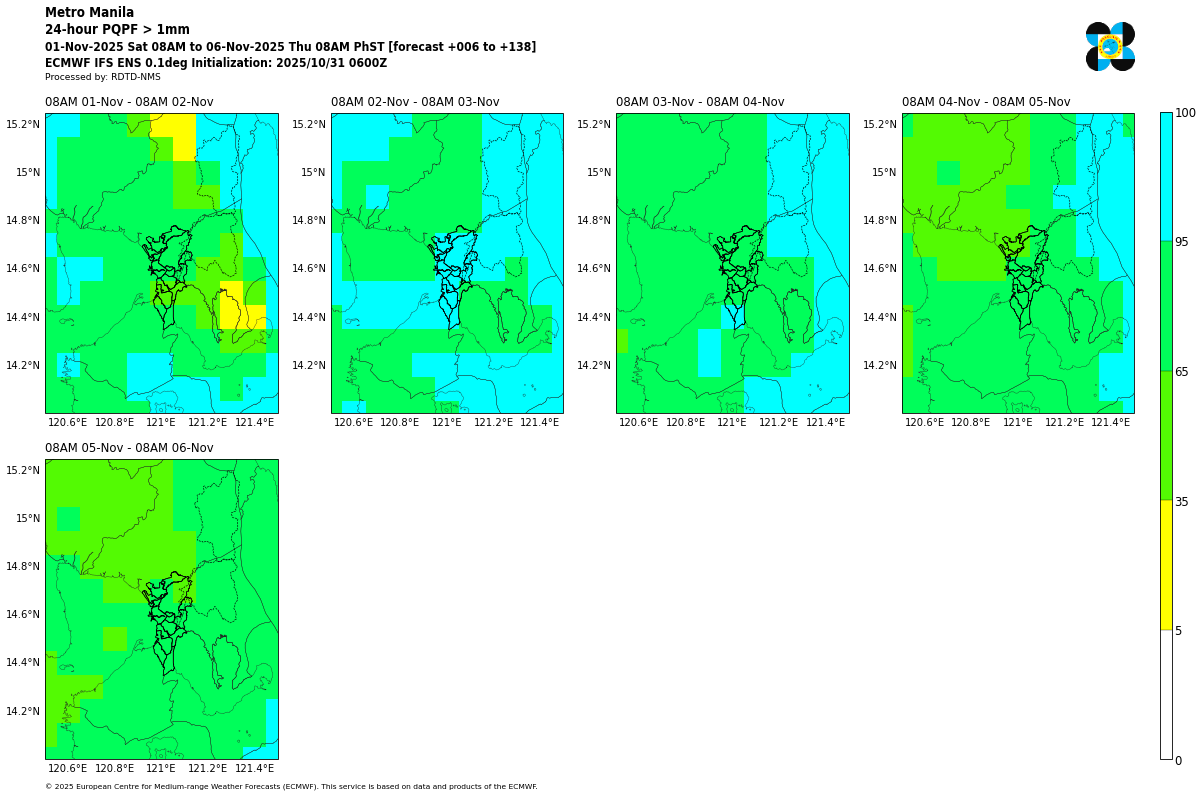 Metro Manila
24-hour PQPF > 1mm
01-Nov-2025 Sat 08AM to 06-Nov-2025 Thu 08AM PhST [forecast +006 to +138]
ECMWF IFS ENS 0.1deg Initialization: 2025/10/31 0600Z
Processed by: RDTD-NMS
08AM 01-Nov - 08AM 02-Nov
15.2°N
15°N
14.8°N
14.6°N
14.4°N
14.2°N
120.6°E 120.8°E 121°E 121.2°E 121.4°E
08AM 02-Nov - 08AM 03-Nov
120.6°E 120.8°E 121°E 121.2°E 121.4°E
15.2°N
15°N
14.8°N
14.6°N
14.4°N
14.2°N
08AM 03-Nov - 08AM 04-Nov
15.2°N
15°N
14.8°N
14.6°N
14.4°N
14.2°N
120.6°E 120.8°E 121°E 121.2°E 121.4°E
08AM 04-Nov - 08AM 05-Nov
15.2°N
15°N
14.8°N
14.6°N
14.4°N
14.2°N
120.6°E 120.8°E 121°E 121.2°E 121.4°E
100
95
65
35
5
0
08AM 05-Nov - 08AM 06-Nov
15.2°N
15°N
14.8°N
14.6°N
14.4°N
14.2°N
120.6°E 120.8°E 121°E 121.2°E 121.4°E
© 2025 European Centre for Medium-range Weather Forecasts (ECMWF). This service is based on data and products of the ECMWF.